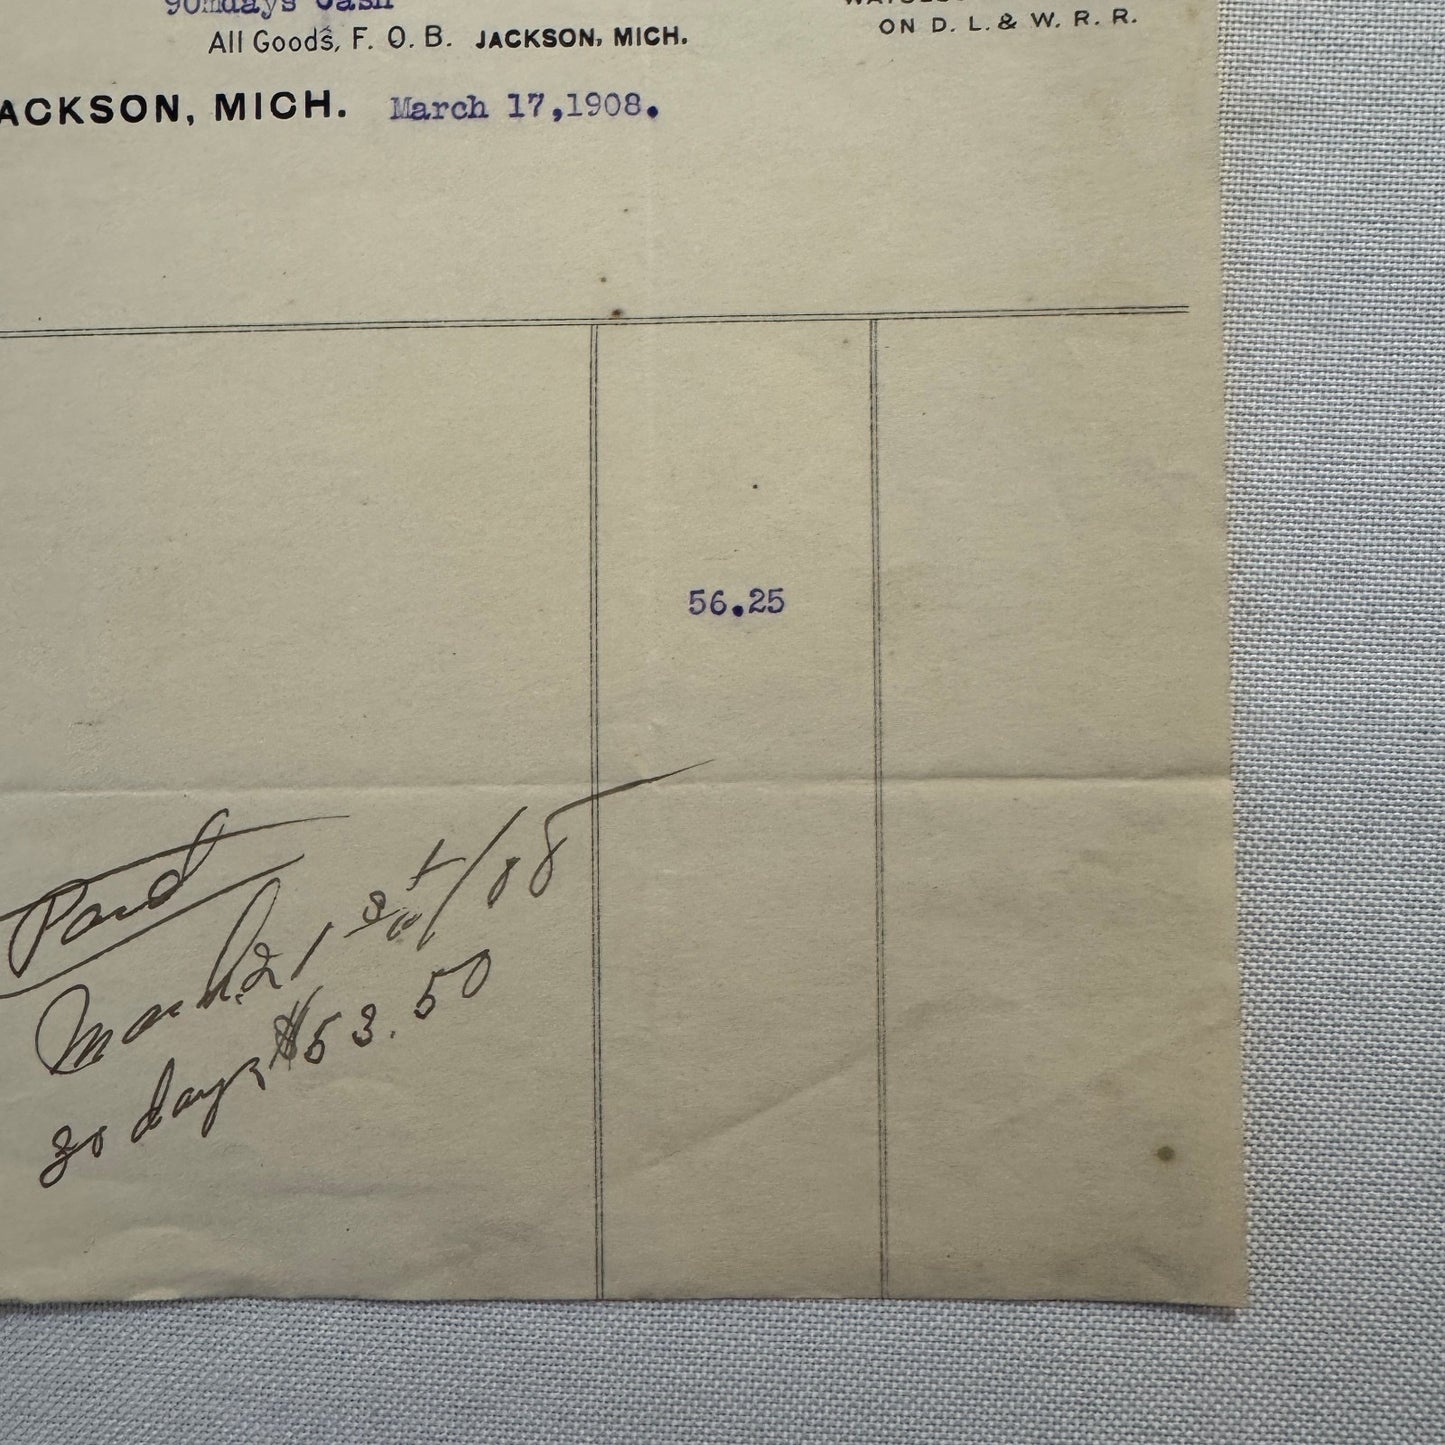 days Cash
ON D. L. & W. R. R.
All Goods, F. O. B. JACKSON, MICH.
ACKSON, MICH. March 17,1908.
56.25
Paid
March 21st/08
30 days $53.50